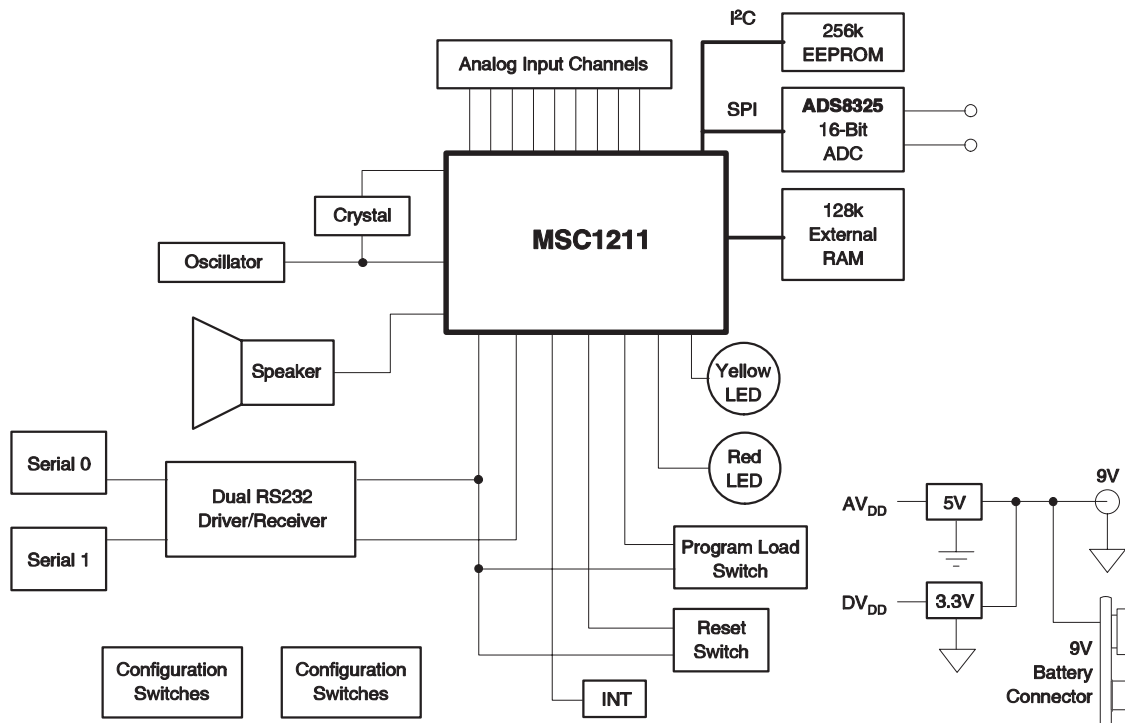 I²C
256k
EEPROM
Analog Input Channels
SPI
ADS8325
16-Bit
ADC
Crystal
MSC1211
128k
External
RAM
Oscillator
Speaker
Yellow
LED
Red
LED
Serial 0
Dual RS232
Driver/Receiver
Serial 1
Program Load
Switch
Reset
Switch
INT
Configuration
Switches
Configuration
Switches
9V
AVDD
5V
DVDD
3.3V
9V
Battery
Connector